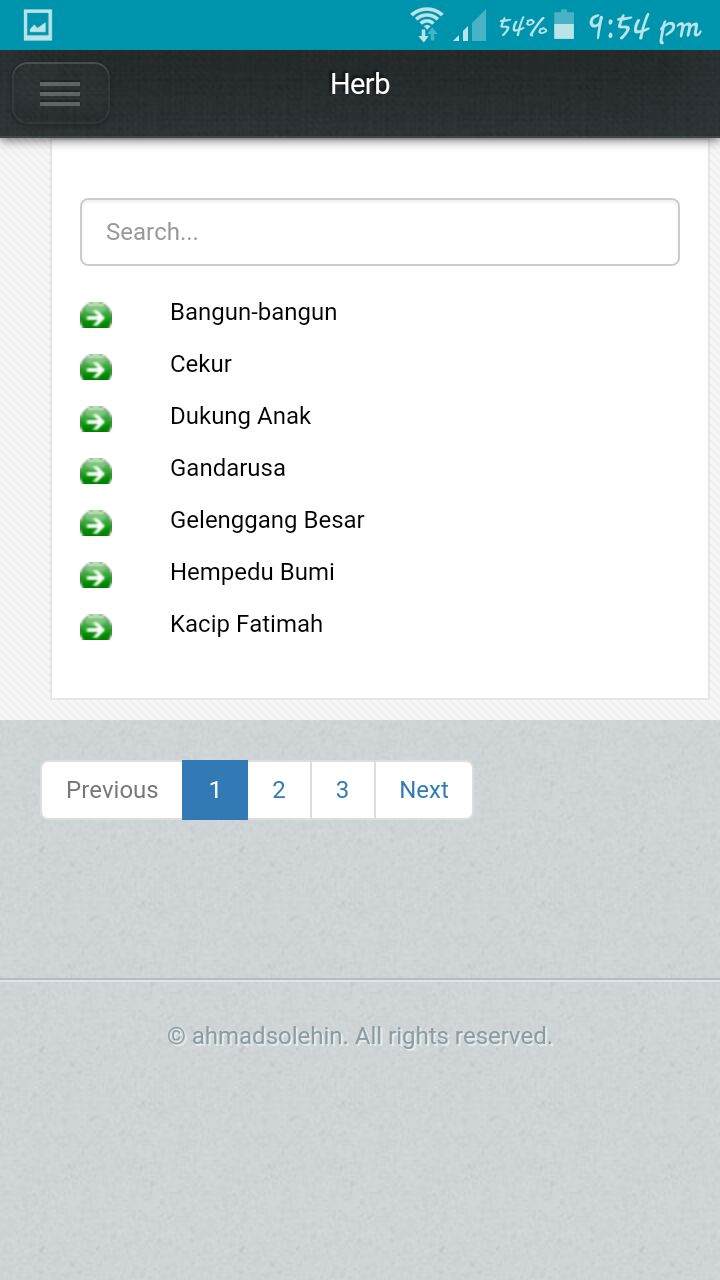 54% 9:54 pm
Herb
Search...
Bangun-bangun
Cekur
Dukung Anak
Gandarusa
Gelenggang Besar
Hempedu Bumi
Kacip Fatimah
Previous 1 2 3 Next
© ahmadsolehin. All rights reserved.